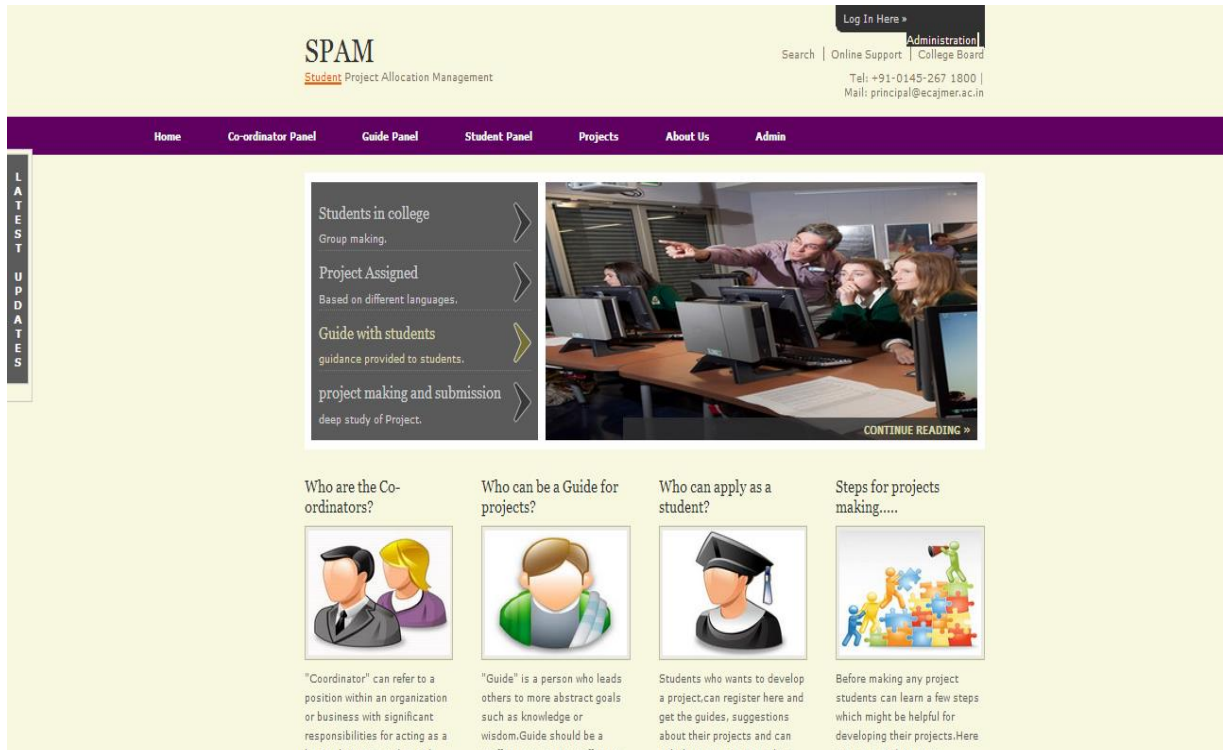 Log In Here »
Administration
SPAM
Student Project Allocation Management
Search | Online Support | College Board
Tel: +91-0145-267 1800 |
Mail: principal@ecajmer.ac.in
Home Co-ordinator Panel Guide Panel Student Panel Projects About Us Admin
LATEST UPDATES
Students in college
Group making.
Project Assigned
Based on different languages.
Guide with students
guidance provided to students.
project making and submission
deep study of Project.
CONTINUE READING »
Who are the Co-
ordinators?
"Coordinator" can refer to a
position within an organization
or business with significant
responsibilities for acting as a
Who can be a Guide for
projects?
"Guide" is a person who leads
others to more abstract goals
such as knowledge or
wisdom.Guide should be a
Who can apply as a
student?
Students who wants to develop
a project,can register here and
get the guides, suggestions
about their projects and can
Steps for projects
making.....
Before making any project
students can learn a few steps
which might be helpful for
developing their projects.Here